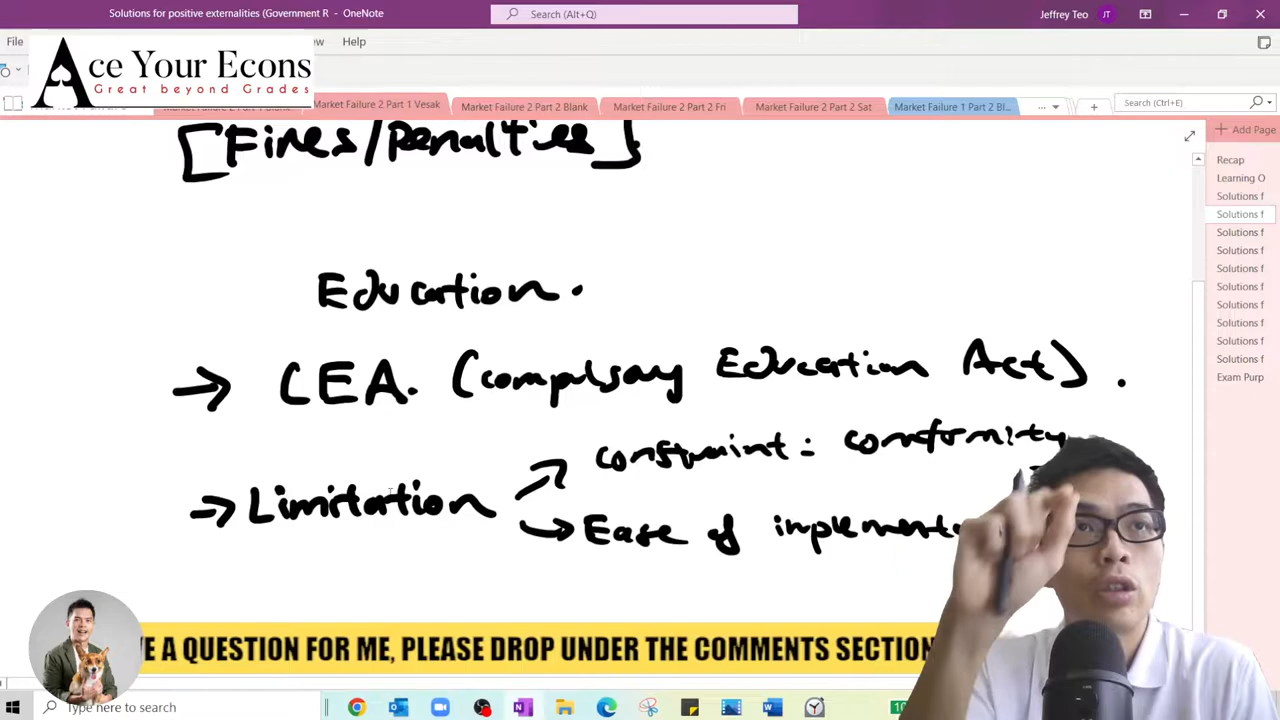 Solutions for positive externalities (Government R - OneNote
Search (Alt+Q)
Jeffrey Teo
JT
File
Help
Ace Your Econs
Great beyond Grades
Market Failure 2 Part 1 Vesak
Market Failure 2 Part 2 Blank
Market Failure 2 Part 2 Fri
Market Failure 2 Part 2 Sat
Market Failure 1 Part 2 Bl...
Search (Ctrl+E)
Add Page
Recap
Learning O
Solutions f
Solutions f
Solutions f
Solutions f
Solutions f
Solutions f
Solutions f
Solutions f
Solutions f
Solutions f
Exam Purp
[Fines/Penalties].
Education.
→ CEA. (compulsary Education Act).
→ Limitation
constraint: conformity
→ Ease of implement
E A QUESTION FOR ME, PLEASE DROP UNDER THE COMMENTS SECTION
Type here to search